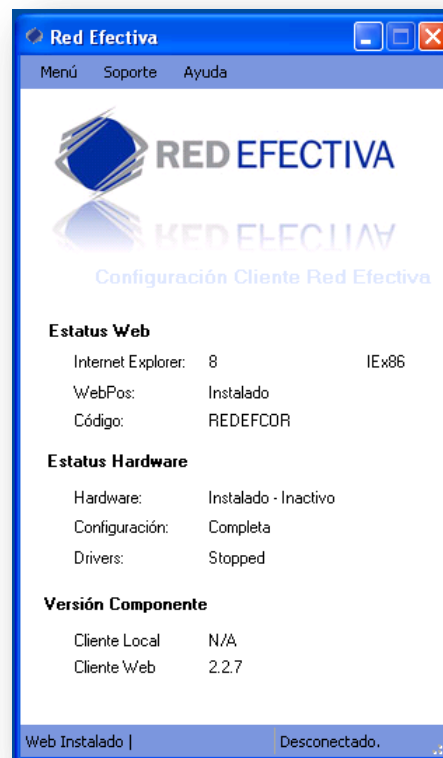 Red Efectiva
Menú Soporte Ayuda
RED EFECTIVA
Configuración Cliente Red Efectiva
Estatus Web
Internet Explorer: 8 IEx86
WebPos: Instalado
Código: REDEFCOR
Estatus Hardware
Hardware: Instalado - Inactivo
Configuración: Completa
Drivers: Stopped
Versión Componente
Cliente Local N/A
Cliente Web 2.2.7
Web Instalado | Desconectado.